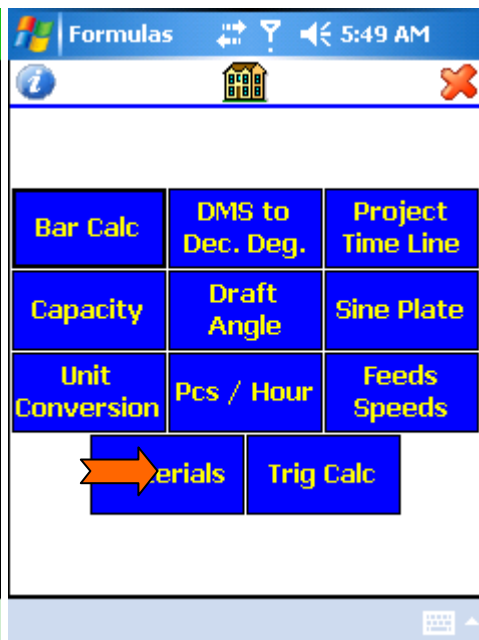 Formulas 5:49 AM
Bar Calc
DMS to
Dec. Deg.
Project
Time Line
Capacity
Draft
Angle
Sine Plate
Unit
Conversion
Pcs / Hour
Feeds
Speeds
erials
Trig Calc